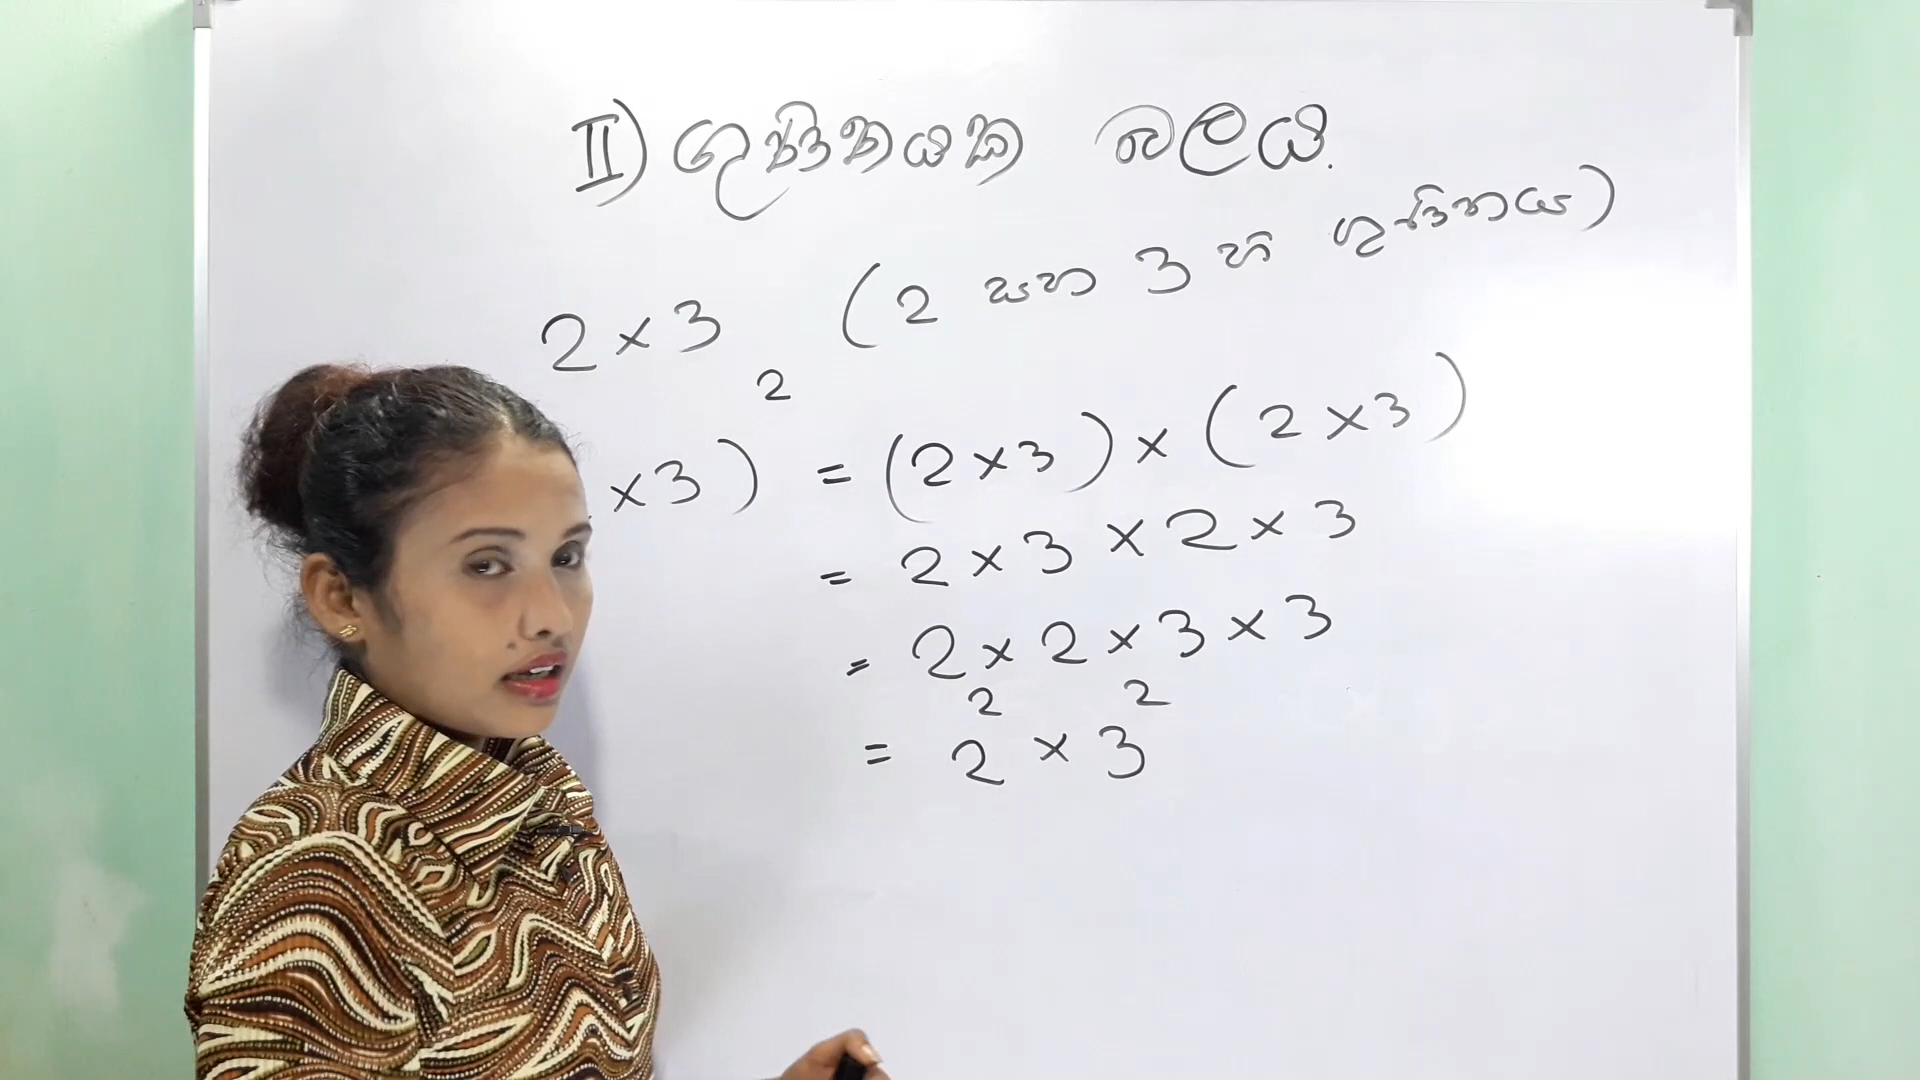 II) ගුණිතයක බලය.
2 × 3 (2 සහ 3 හි ගුණිතය)
× 3)² = (2 × 3) × (2 × 3)
= 2 × 3 × 2 × 3
= 2 × 2 × 3 × 3
= 2² × 3²